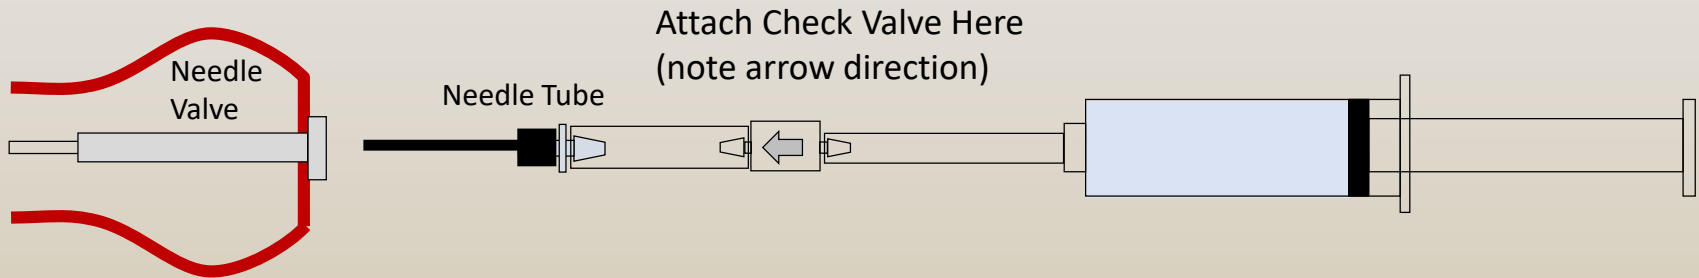 Attach Check Valve Here
(note arrow direction)
Needle
Valve
Needle Tube